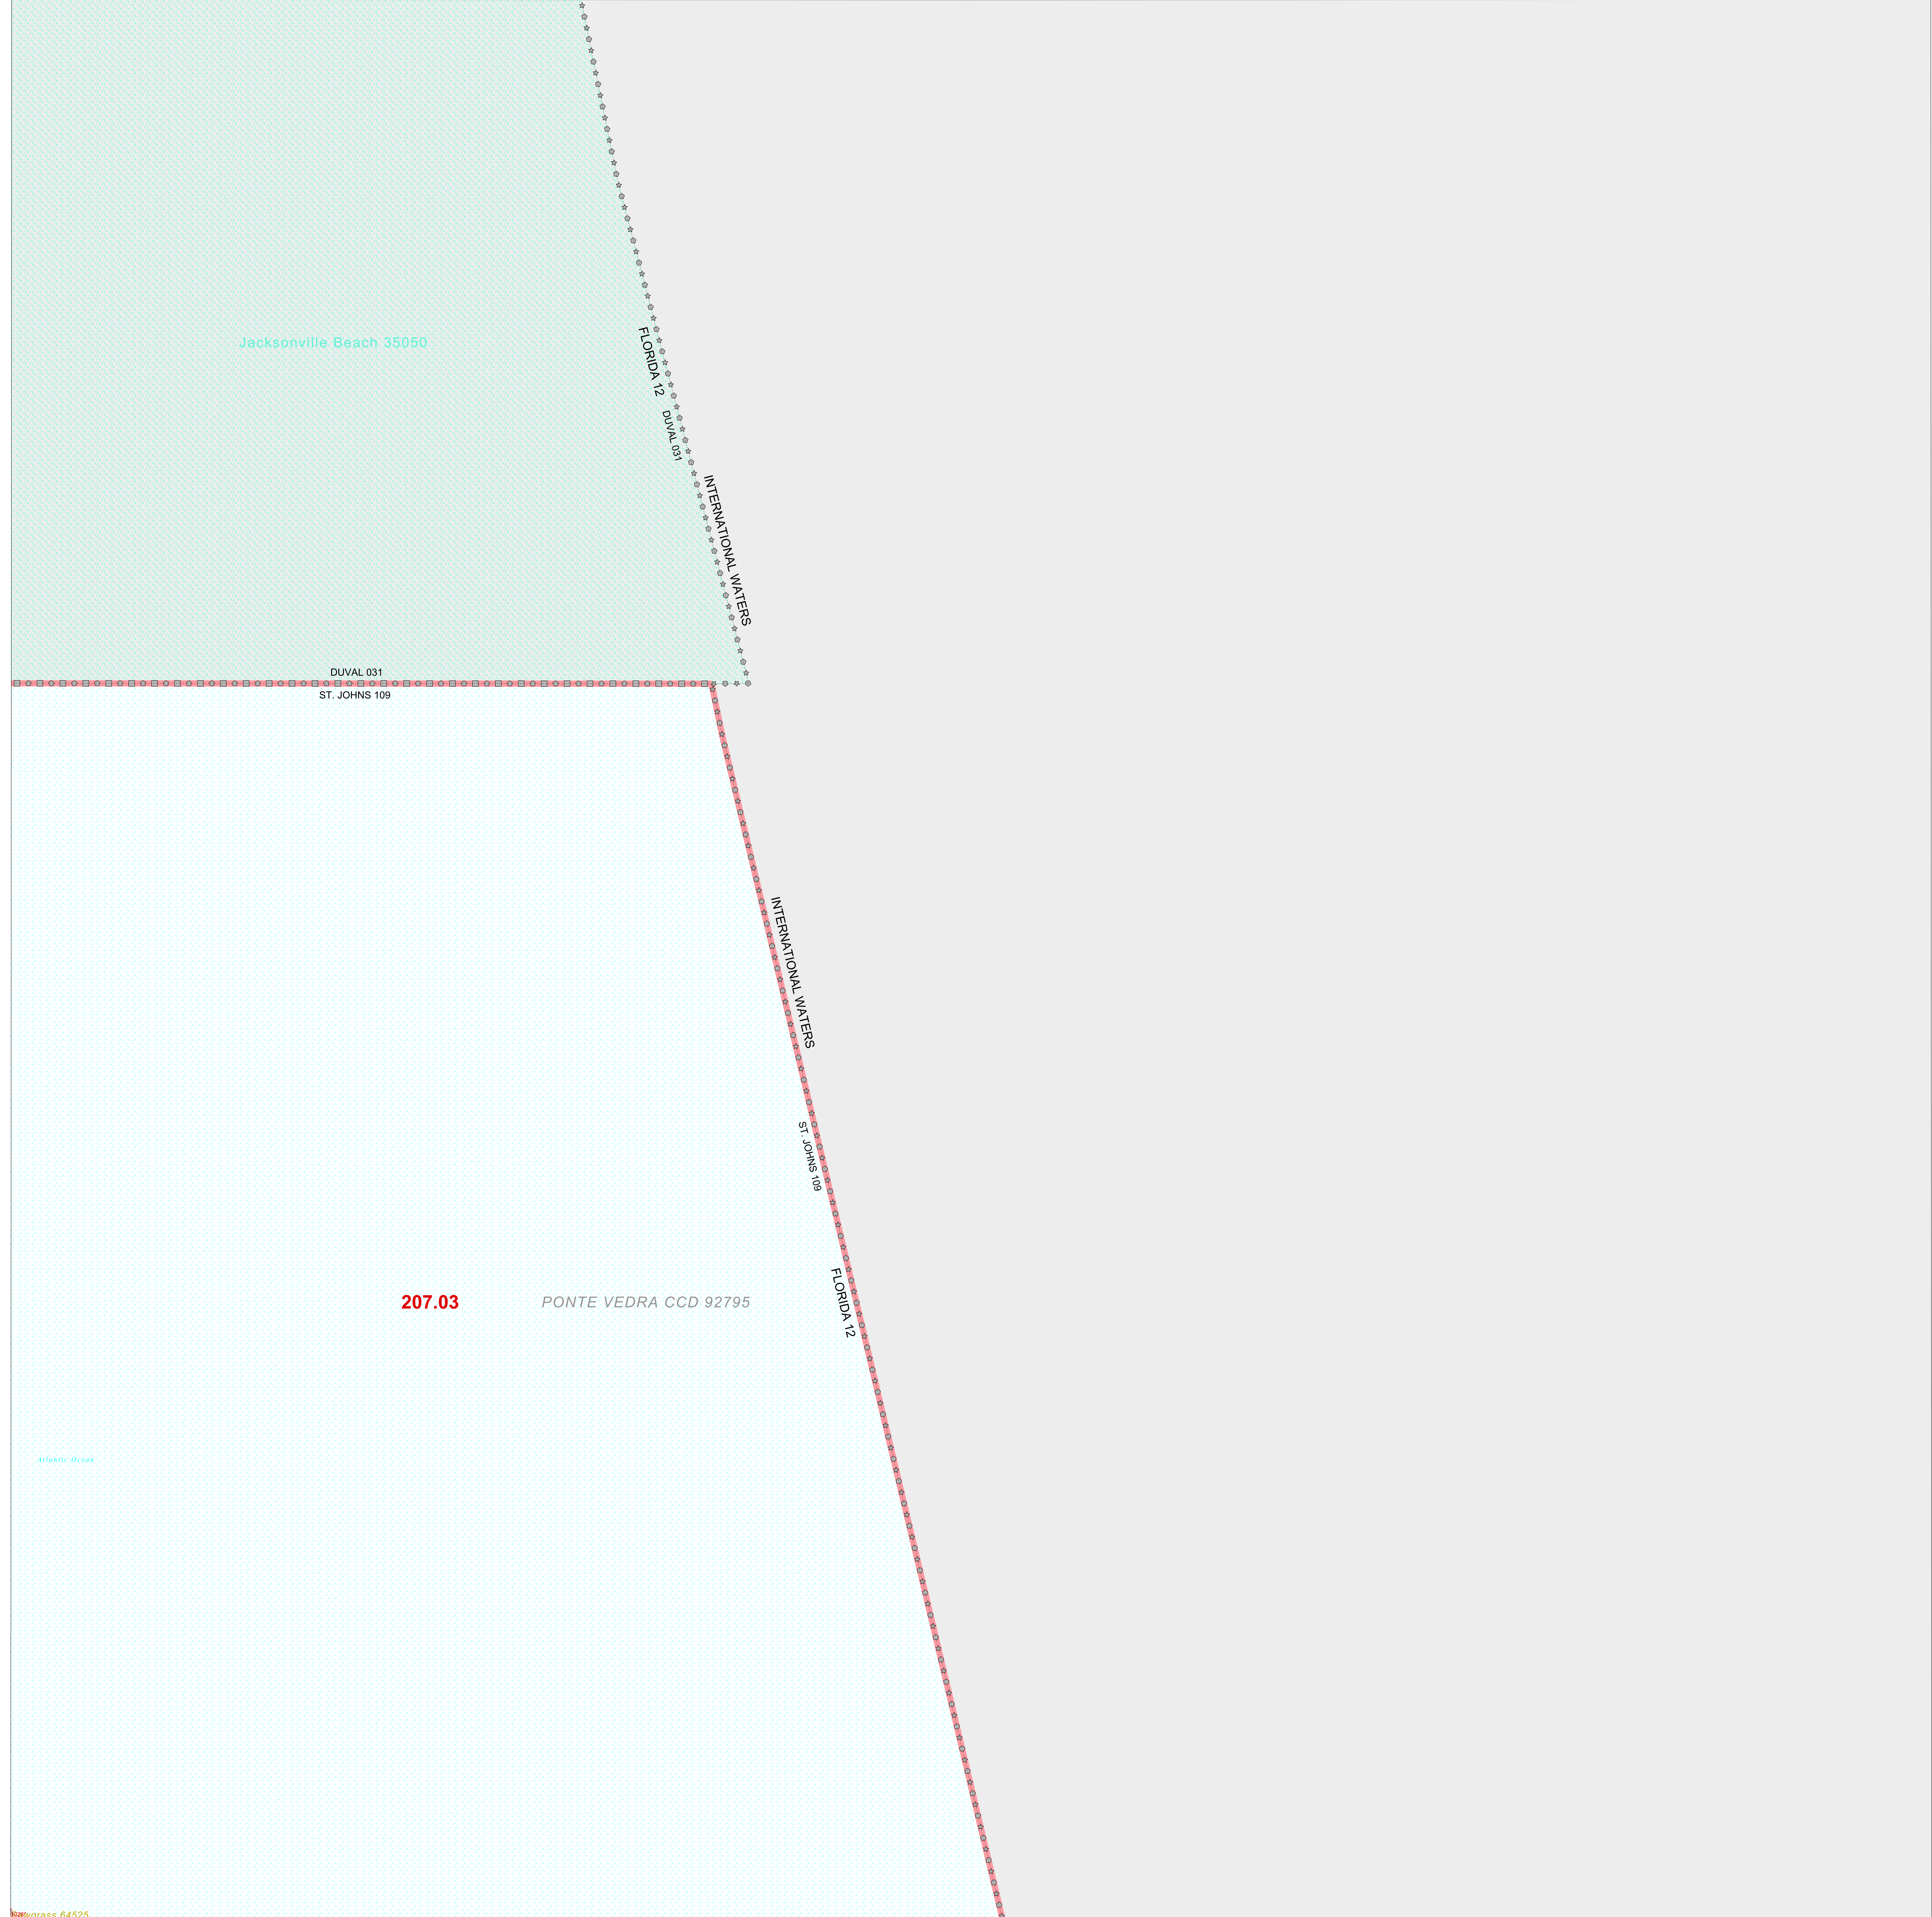 Jacksonville Beach 35050
FLORIDA 12
DUVAL 031
INTERNATIONAL WATERS
DUVAL 031
ST. JOHNS 109
INTERNATIONAL WATERS
ST. JOHNS 109
FLORIDA 12
207.03 PONTE VEDRA CCD 92795
Atlantic Ocean
64525